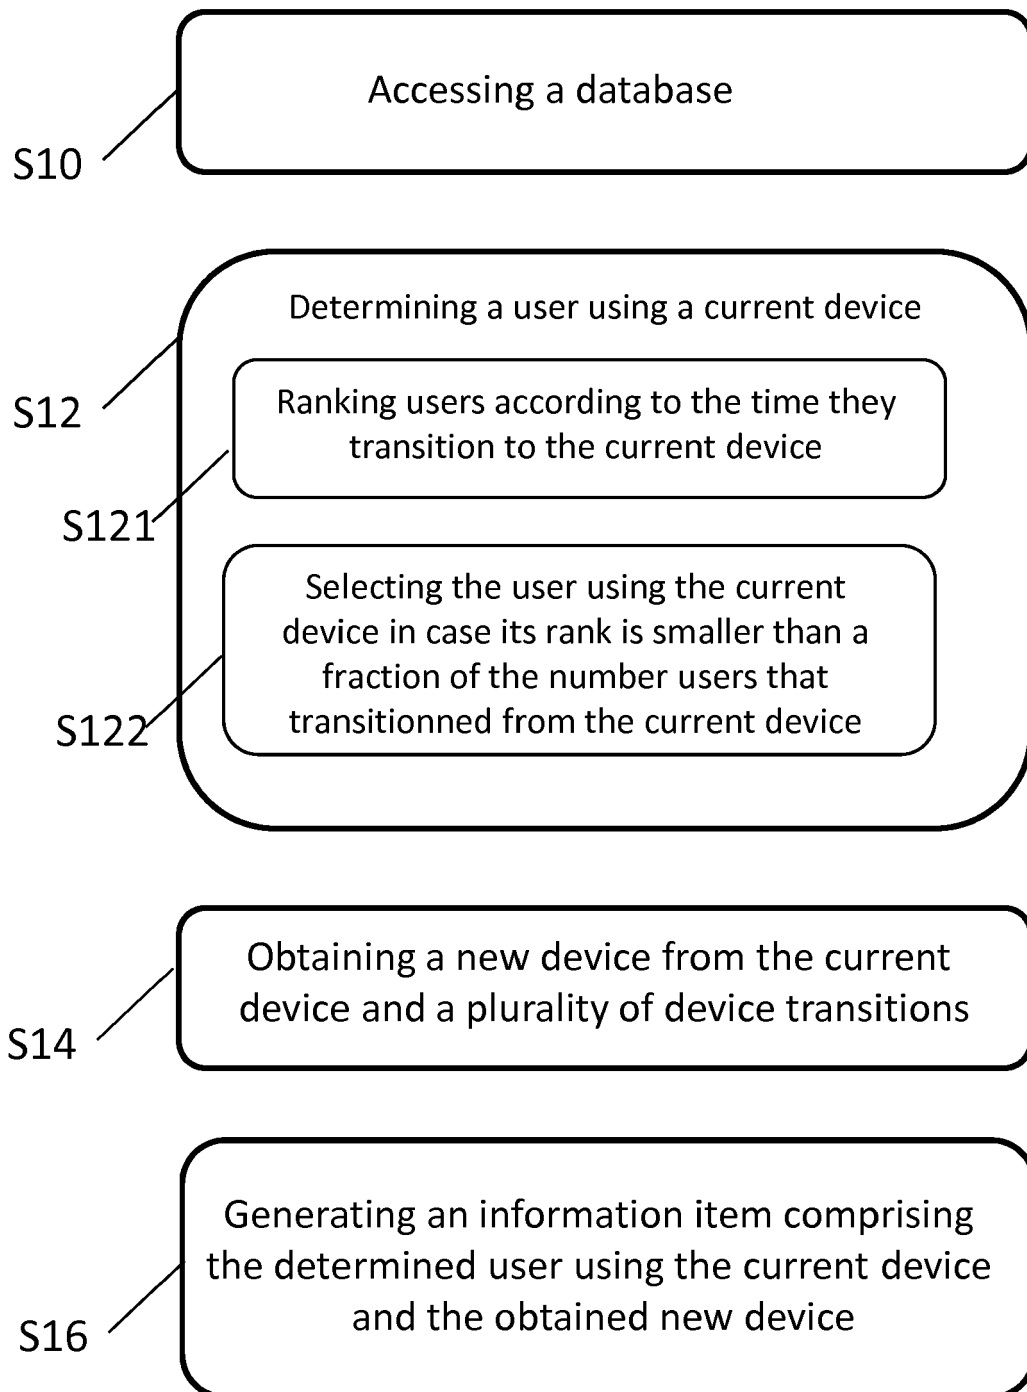 Accessing a database
S10
Determining a user using a current device
S12
Ranking users according to the time they
transition to the current device
S121
Selecting the user using the current
device in case its rank is smaller than a
fraction of the number users that
transitionned from the current device
S122
Obtaining a new device from the current
device and a plurality of device transitions
S14
Generating an information item comprising
the determined user using the current device
and the obtained new device
S16